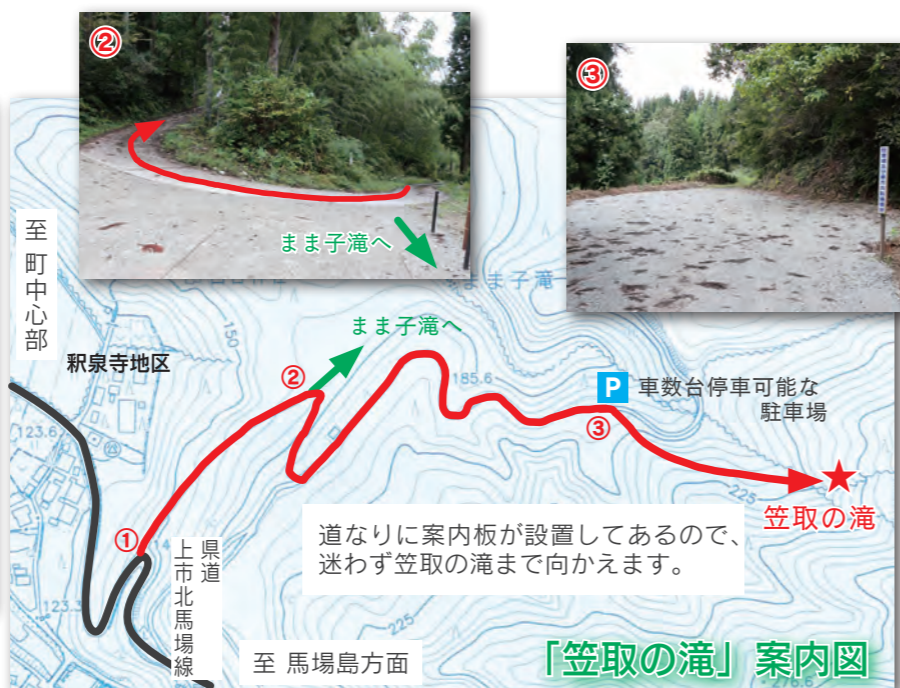 ②
まま子滝へ
③
至 町中心部
まま子滝
150
まま子滝へ
釈泉寺地区
②
185.6
P
車数台停車可能な
駐車場
③
123.6
225
笠取の滝
①
道なりに案内板が設置してあるので、
迷わず笠取の滝まで向かえます。
県道
上市北馬場線
123.3
225
至 馬場島方面
「笠取の滝」案内図